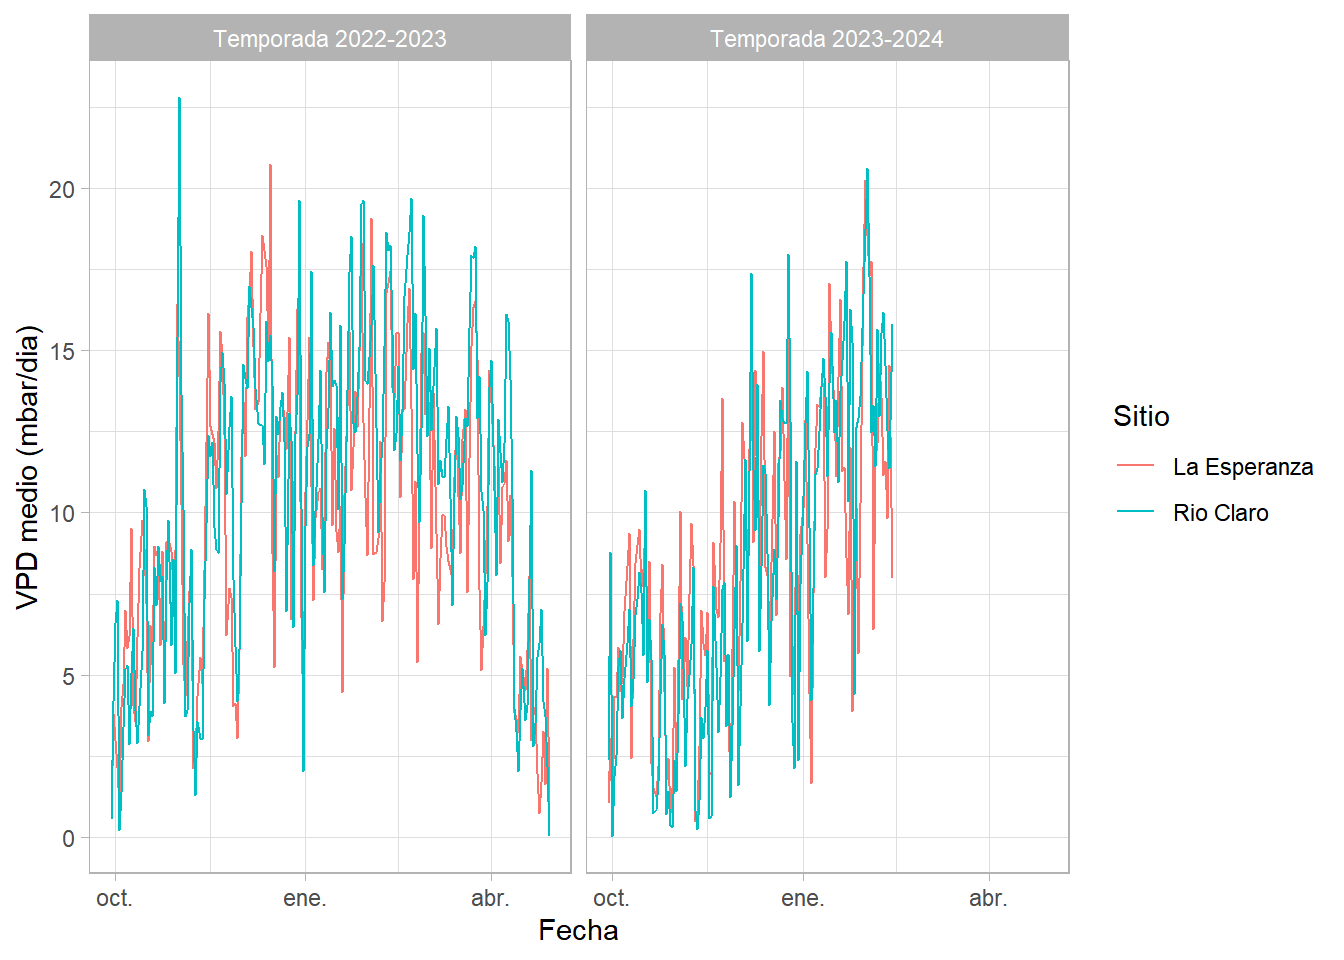 Temporada 2022-2023
Temporada 2023-2024
VPD medio (mbar/dia)
20
15
10
5
0
oct.
ene.
abr.
oct.
ene.
abr.
Fecha
Sitio
La Esperanza
Rio Claro